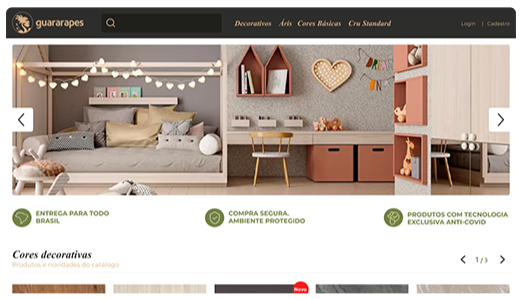 guararapes
Decorativos Áris Cores Básicas Cru Standard
Login | Cadastro
ENTREGA PARA TODO
BRASIL
COMPRA SEGURA,
AMBIENTE PROTEGIDO
PRODUTOS COM TECNOLOGIA
EXCLUSIVA ANTI-COVID
Cores decorativas
Produtos e novidades do catálogo
1 / 3
Novo